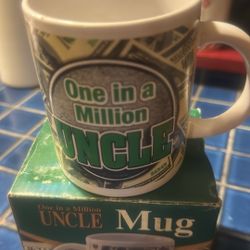 One in a
Million
UNCLE
One in a Million
UNCLE Mug